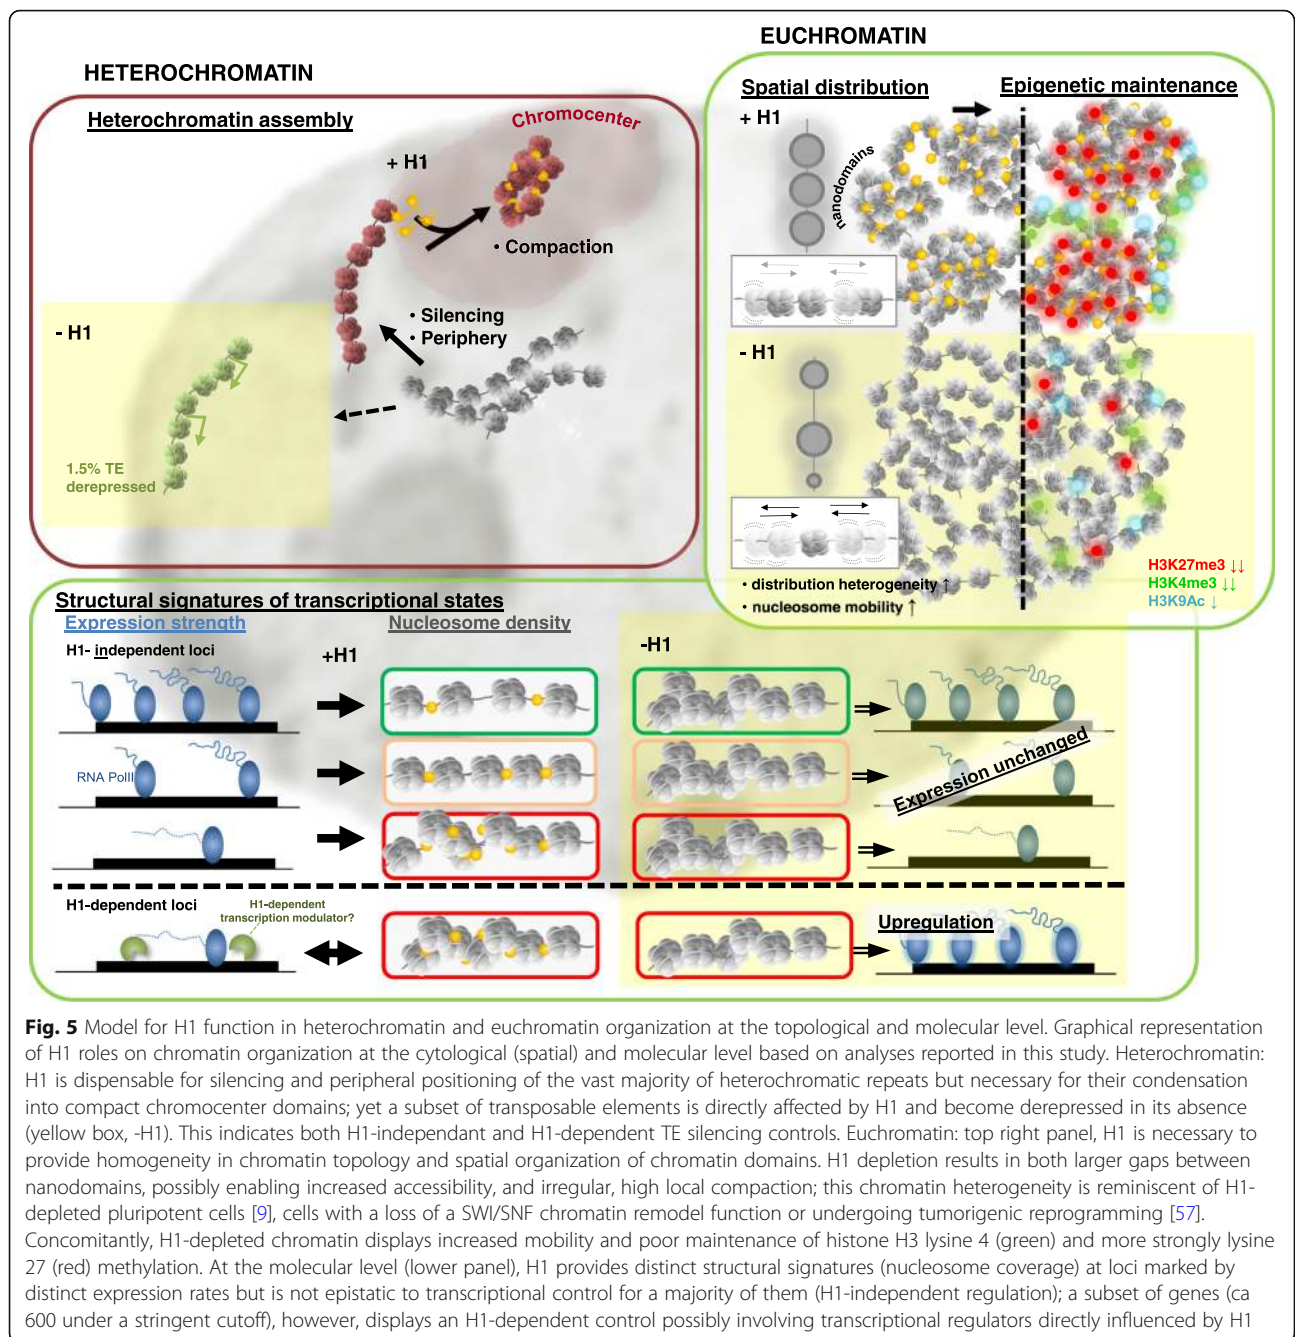 HETEROCHROMATIN
Heterochromatin assembly
Chromocenter
+ H1
• Compaction
• Silencing
• Periphery
- H1
1.5% TE
derepressed
EUCHROMATIN
Spatial distribution
Epigenetic maintenance
+ H1
nanodomains
- H1
• distribution heterogeneity ↑
• nucleosome mobility ↑
H3K27me3 ↓↓
H3K4me3 ↓↓
H3K9Ac ↓
Structural signatures of transcriptional states
Expression strength
Nucleosome density
H1- independent loci
+H1
-H1
RNA PolII
Expression unchanged
H1-dependent loci
H1-dependent
transcription modulator?
Upregulation
Fig. 5 Model for H1 function in heterochromatin and euchromatin organization at the topological and molecular level. Graphical representation
of H1 roles on chromatin organization at the cytological (spatial) and molecular level based on analyses reported in this study. Heterochromatin:
H1 is dispensable for silencing and peripheral positioning of the vast majority of heterochromatic repeats but necessary for their condensation
into compact chromocenter domains; yet a subset of transposable elements is directly affected by H1 and become derepressed in its absence
(yellow box, -H1). This indicates both H1-independant and H1-dependent TE silencing controls. Euchromatin: top right panel, H1 is necessary to
provide homogeneity in chromatin topology and spatial organization of chromatin domains. H1 depletion results in both larger gaps between
nanodomains, possibly enabling increased accessibility, and irregular, high local compaction; this chromatin heterogeneity is reminiscent of H1-
depleted pluripotent cells [9], cells with a loss of a SWI/SNF chromatin remodel function or undergoing tumorigenic reprogramming [57].
Concomitantly, H1-depleted chromatin displays increased mobility and poor maintenance of histone H3 lysine 4 (green) and more strongly lysine
27 (red) methylation. At the molecular level (lower panel), H1 provides distinct structural signatures (nucleosome coverage) at loci marked by
distinct expression rates but is not epistatic to transcriptional control for a majority of them (H1-independent regulation); a subset of genes (ca
600 under a stringent cutoff), however, displays an H1-dependent control possibly involving transcriptional regulators directly influenced by H1